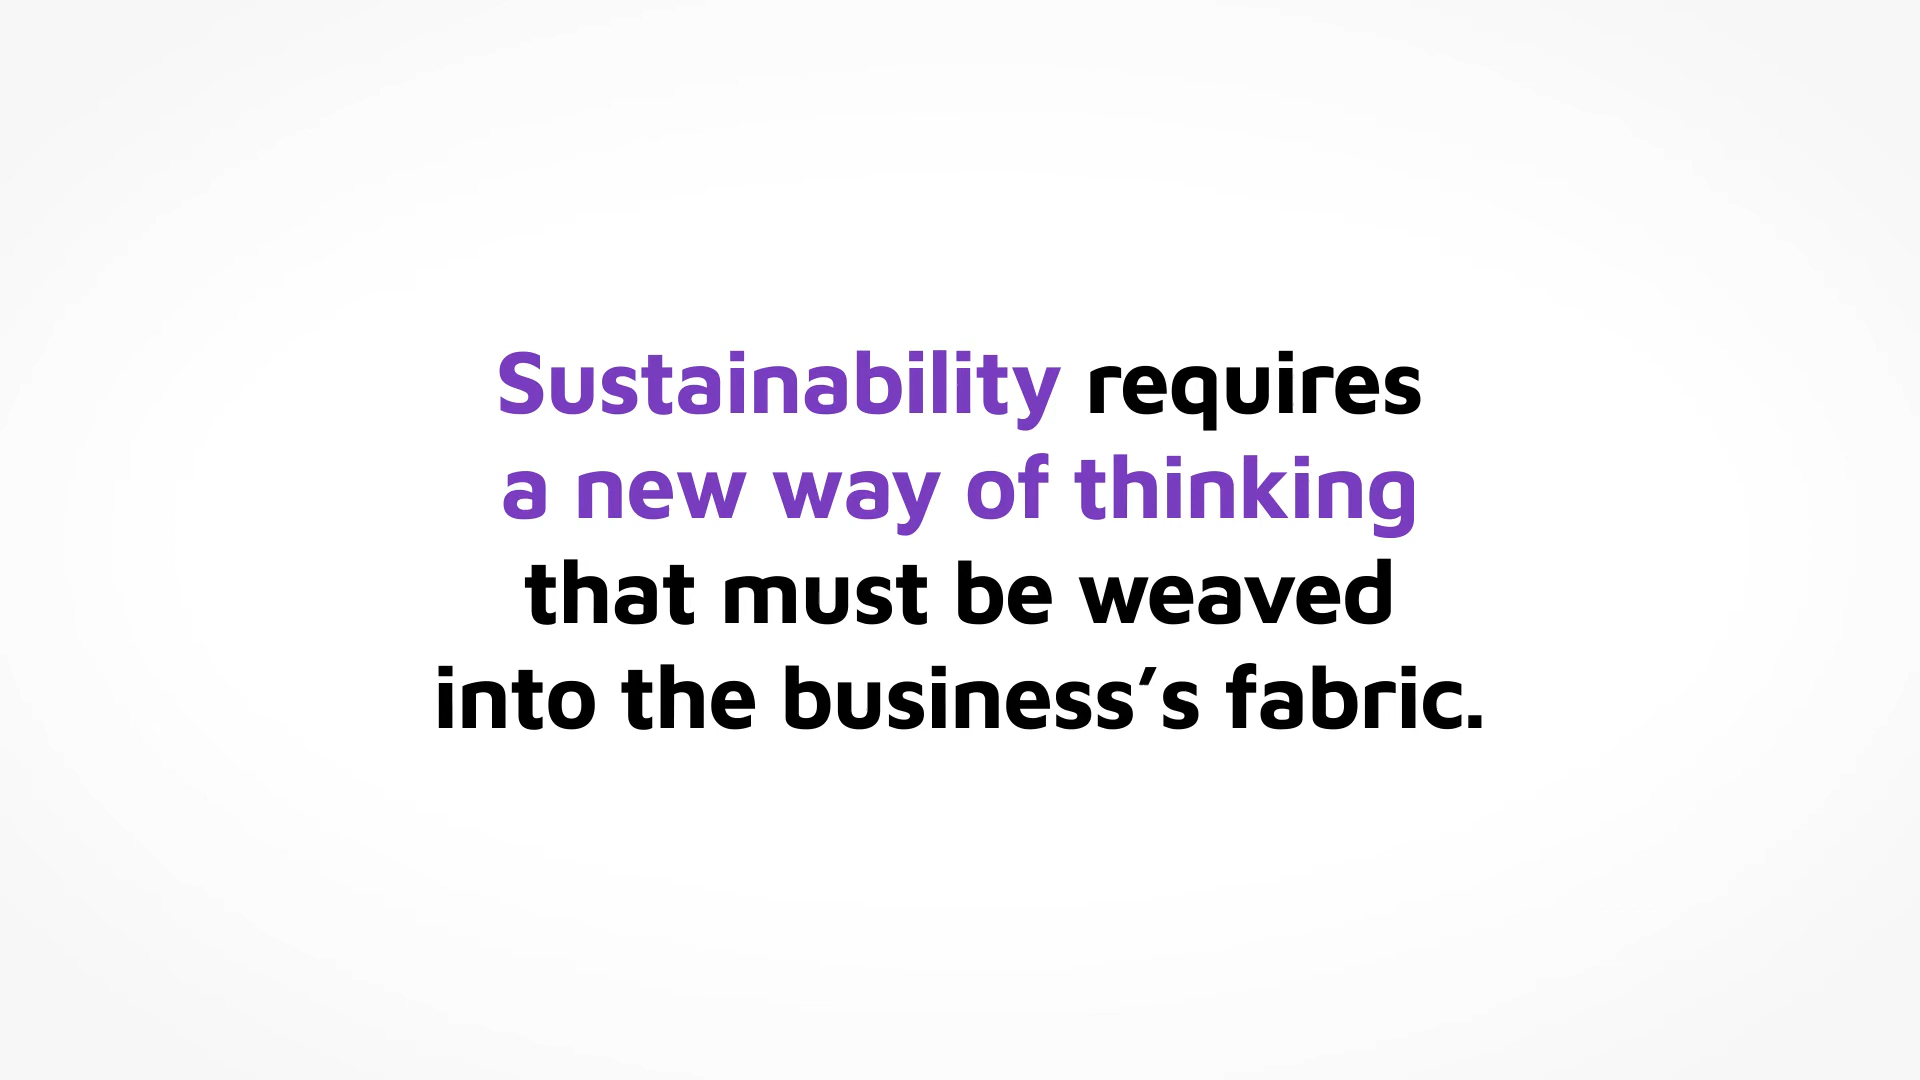 Sustainability requires
a new way of thinking
that must be weaved
into the business’s fabric.